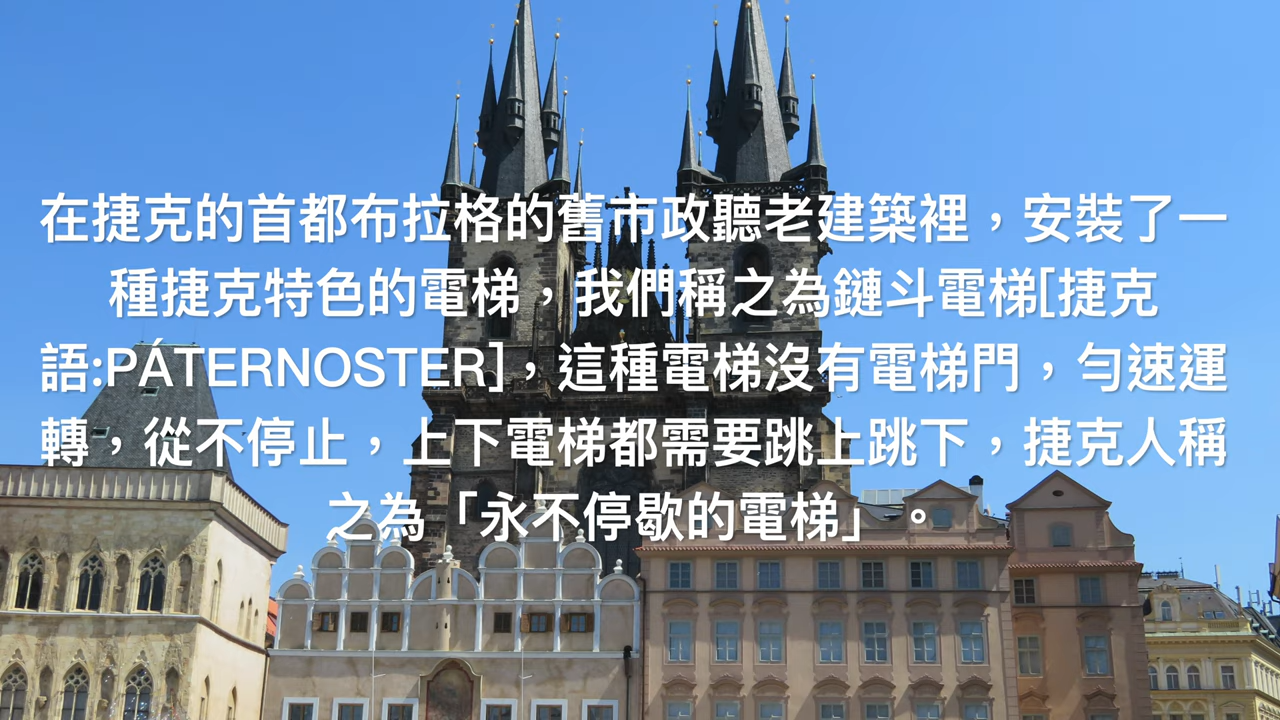 在捷克的首都布拉格的舊市政聽老建築裡，安裝了一
種捷克特色的電梯，我們稱之為鏈斗電梯[捷克
語:PÁTERNOSTER]，這種電梯沒有電梯門，勻速運
轉，從不停止，上下電梯都需要跳上跳下，捷克人稱
之為「永不停歇的電梯」。